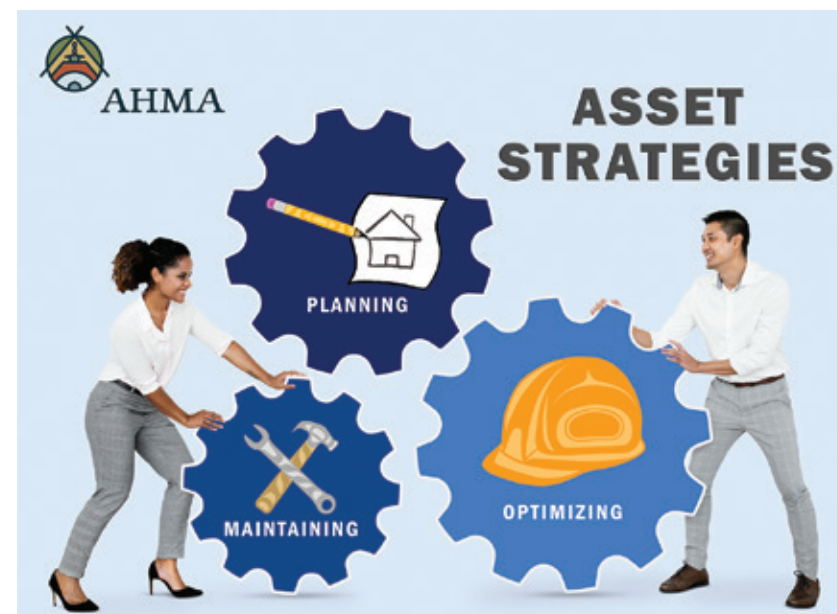 AHMA
ASSET
STRATEGIES
PLANNING
MAINTAINING
OPTIMIZING